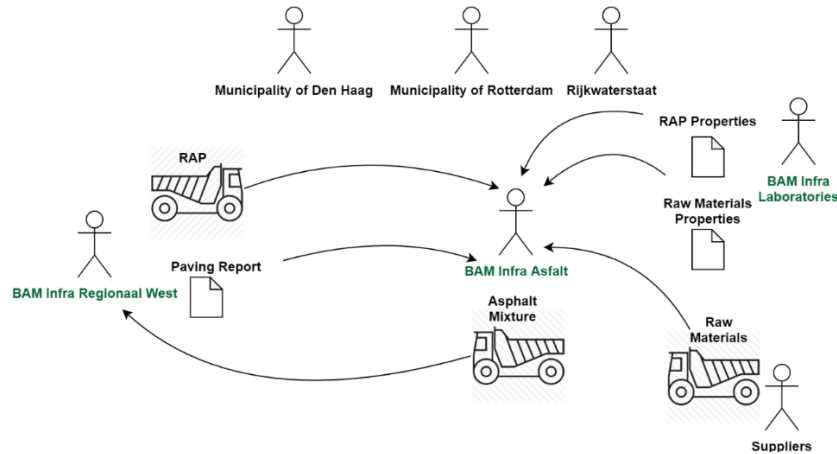 Municipality of Den Haag
Municipality of Rotterdam
Rijkwaterstaat
RAP Properties
RAP
BAM Infra
Laboratories
Raw Materials
Properties
Paving Report
BAM Infra Asfalt
BAM Infra Regionaal West
Asphalt
Mixture
Raw
Materials
Suppliers